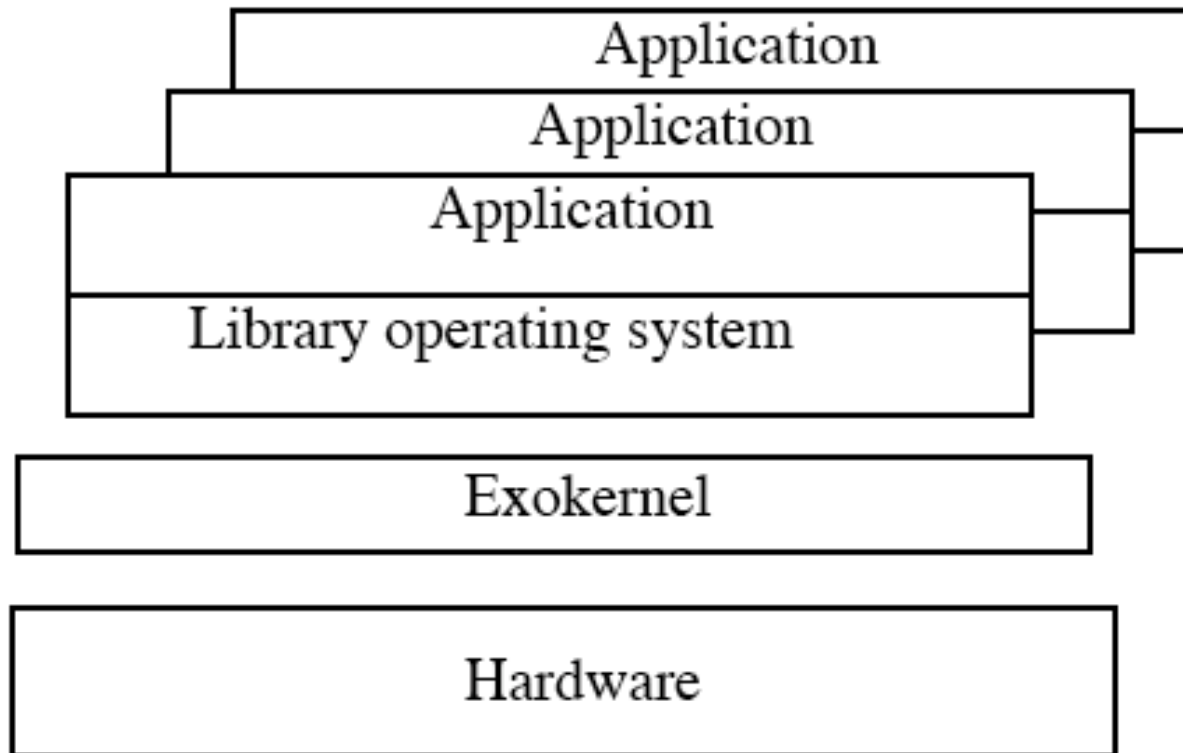 Application
Application
Application
Library operating system
Exokernel
Hardware